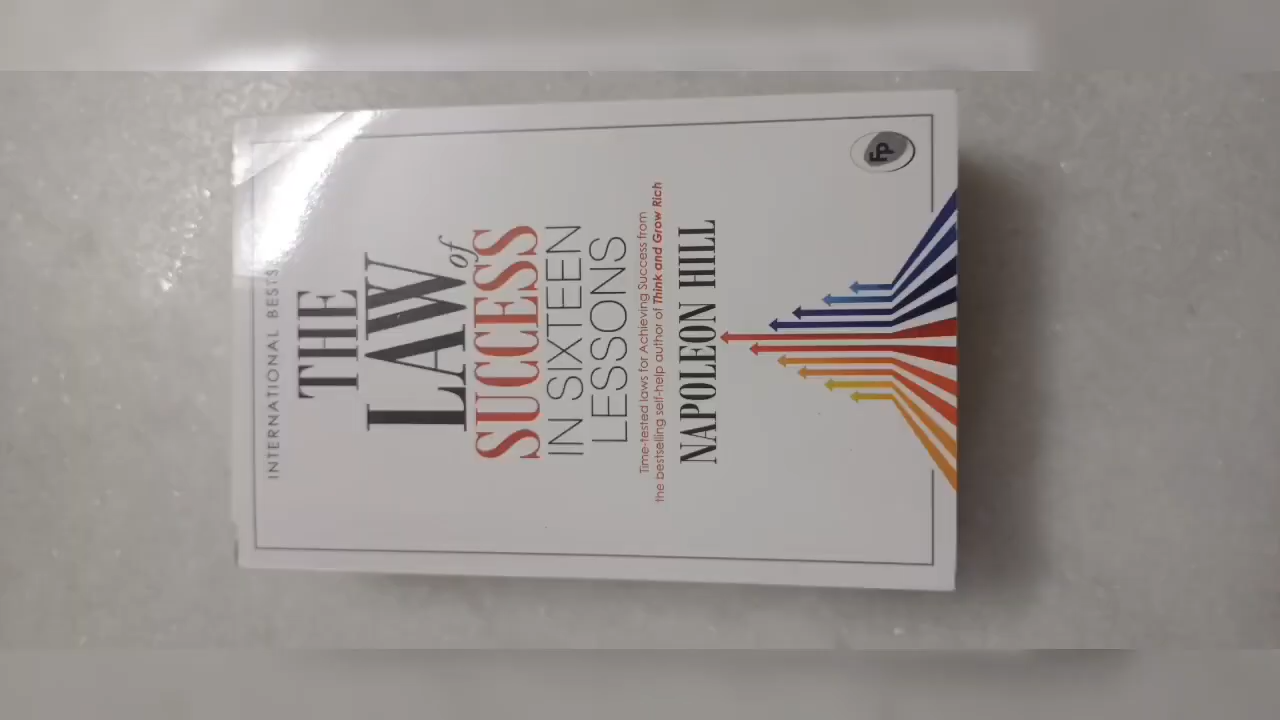 INTERNATIONAL BESTS
THE
LAW of
SUCCESS
IN SIXTEEN
LESSONS
Time-tested laws for Achieving Success from
the bestselling self-help author of Think and Grow Rich
NAPOLEON HILL
fp